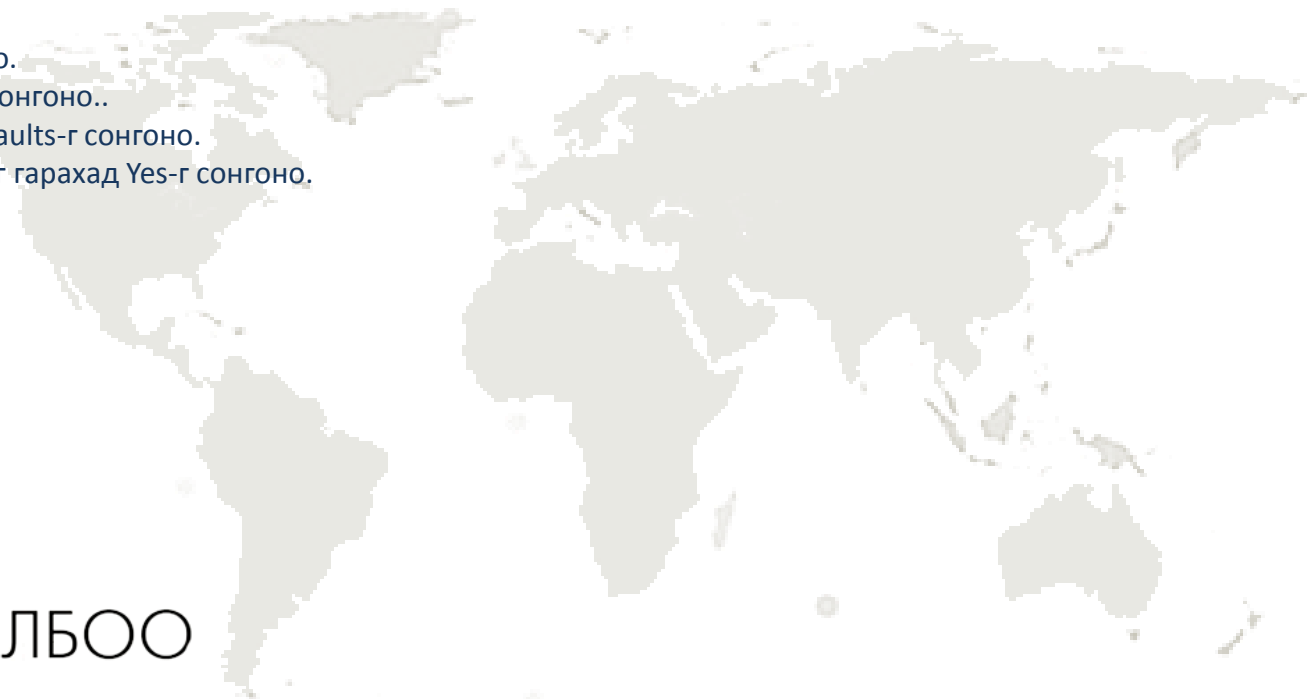 о.
онгоно..
aults-г сонгоно.
г гарахад Yes-г сонгоно.
ЛБОО